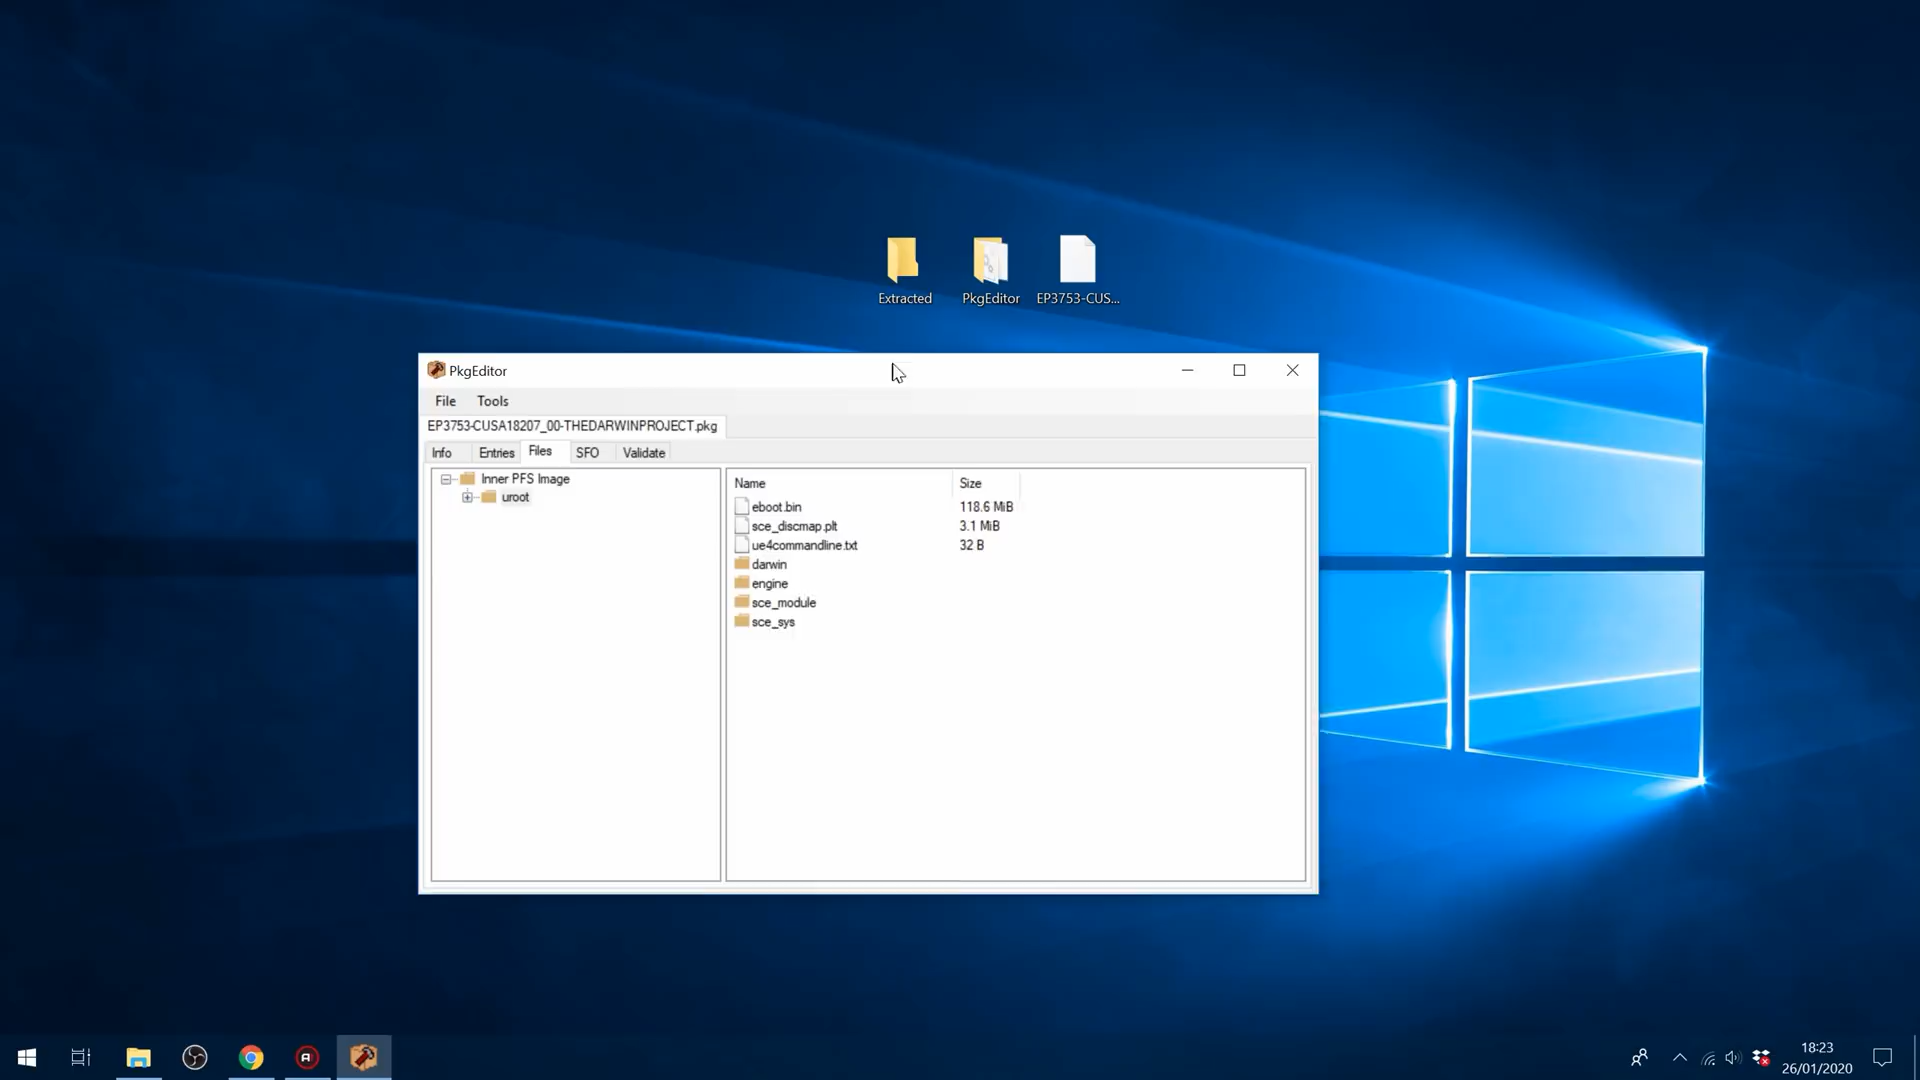 Extracted
PkgEditor
EP3753-CUS...
PkgEditor
File
Tools
EP3753-CUSA18207_00-THEDARWINPROJECT.pkg
Info
Entries
Files
SFO
Validate
Inner PFS Image
uroot
Name
Size
eboot.bin
118.6 MiB
sce_discmap.plt
3.1 MiB
ue4commandline.txt
32 B
darwin
engine
sce_module
sce_sys
18:23
26/01/2020